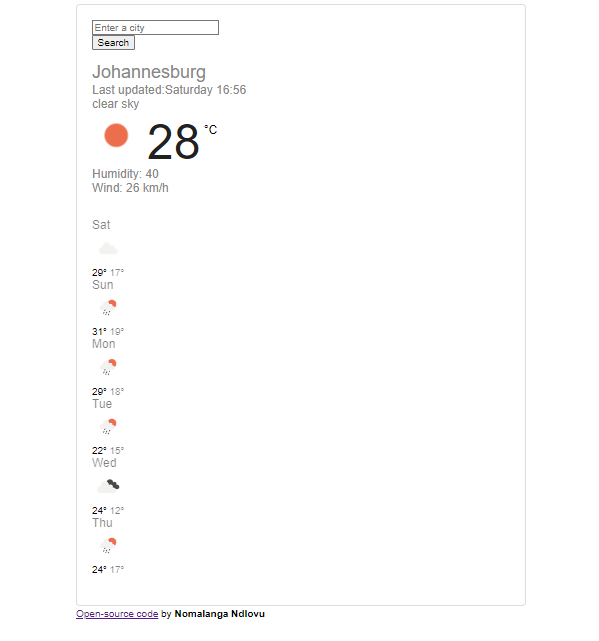 Enter a city
Search
Johannesburg
Last updated:Saturday 16:56
clear sky
28 °C
Humidity: 40
Wind: 26 km/h
Sat
29° 17°
Sun
31° 19°
Mon
29° 18°
Tue
22° 15°
Wed
24° 12°
Thu
24° 17°
Open-source code by Nomalanga Ndlovu